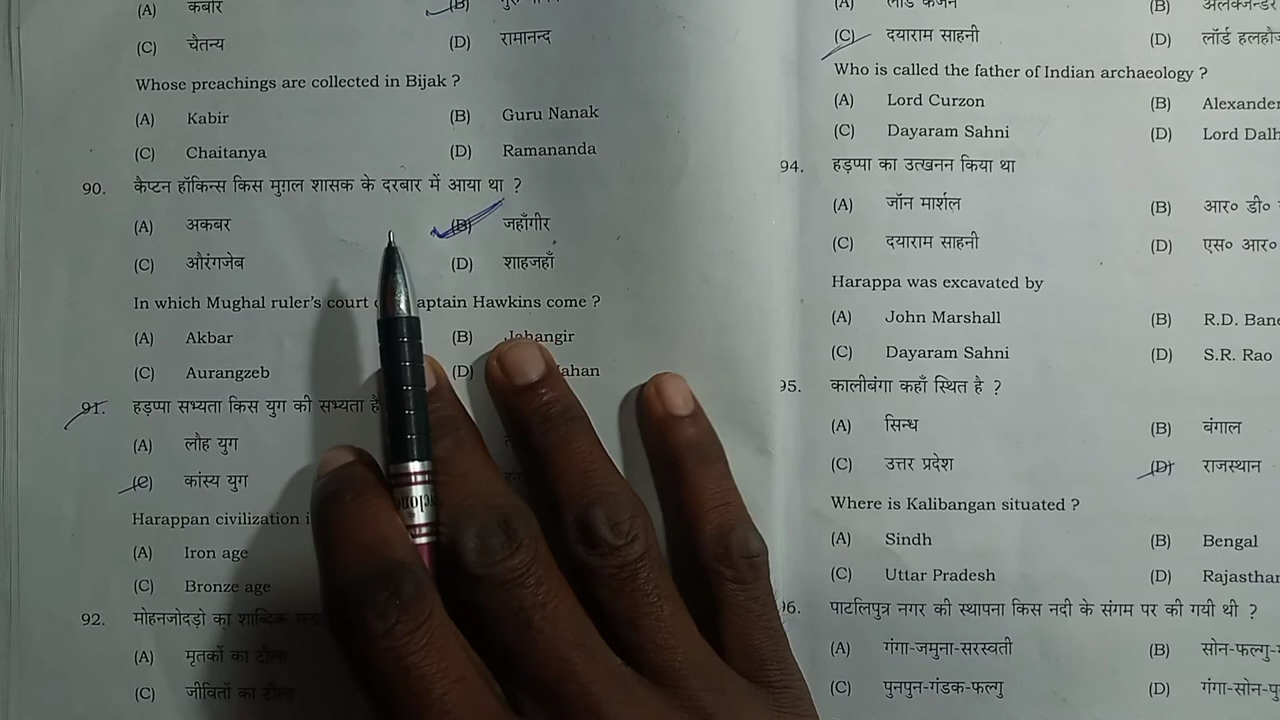 (A) कबीर (B)
(C) चैतन्य (D) रामानन्द
Whose preachings are collected in Bijak ?
(A) Kabir (B) Guru Nanak
(C) Chaitanya (D) Ramananda
90. कैप्टन हॉकिन्स किस मुग़ल शासक के दरबार में आया था ?
(A) अकबर (B) जहाँगीर
(C) औरंगजेब (D) शाहजहाँ
In which Mughal ruler's court aptain Hawkins come ?
(A) Akbar (B) Jahangir
(C) Aurangzeb (D) ahan
91. हड़प्पा सभ्यता किस युग की सभ्यता है
(A) लौह युग
(C) कांस्य युग
Harappan civilization i
(A) Iron age
(C) Bronze age
92. मोहनजोदड़ो का शाब्दिक
(A) मृतकों का टीला
(C) जीवितों का टीला
(A) लॉर्ड कर्जन (B)
(C) दयाराम साहनी (D) लॉर्ड
Who is called the father of Indian archaeology ?
(A) Lord Curzon (B) Alexander
(C) Dayaram Sahni (D) Lord Dalh
94. हड़प्पा का उत्खनन किया था
(A) जॉन मार्शल (B) आर० डी०
(C) दयाराम साहनी (D) एस० आर०
Harappa was excavated by
(A) John Marshall (B) R.D. Bane
(C) Dayaram Sahni (D) S.R. Rao
95. कालीबंगा कहाँ स्थित है ?
(A) सिन्ध (B) बंगाल
(C) उत्तर प्रदेश (D) राजस्थान
Where is Kalibangan situated ?
(A) Sindh (B) Bengal
(C) Uttar Pradesh (D) Rajasthan
96. पाटलिपुत्र नगर की स्थापना किस नदी के संगम पर की गयी थी ?
(A) गंगा-जमुना-सरस्वती (B) सोन-फल्गु-
(C) पुनपुन-गंडक-फल्गु (D) गंगा-सोन-पु